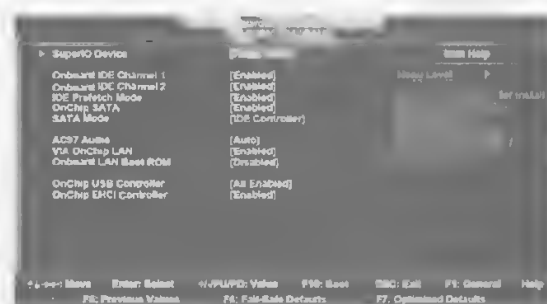 SuperIO Device
Item Help
Onboard IDE Channel 1 [Enabled]
Menu Level
Onboard IDE Channel 2 [Enabled]
IDE Prefetch Mode [Enabled]
OnChip SATA [Enabled]
SATA Mode [IDE Controller]
AC97 Audio [Auto]
VIA OnChip LAN [Enabled]
Onboard LAN Boot ROM [Disabled]
OnChip USB Controller [All Enabled]
OnChip EHCI Controller [Enabled]
Move Enter: Select +/-/PU/PD: Value F10: Save ESC: Exit F1: General Help
F5: Previous Values F6: Fail-Safe Defaults F7: Optimized Defaults